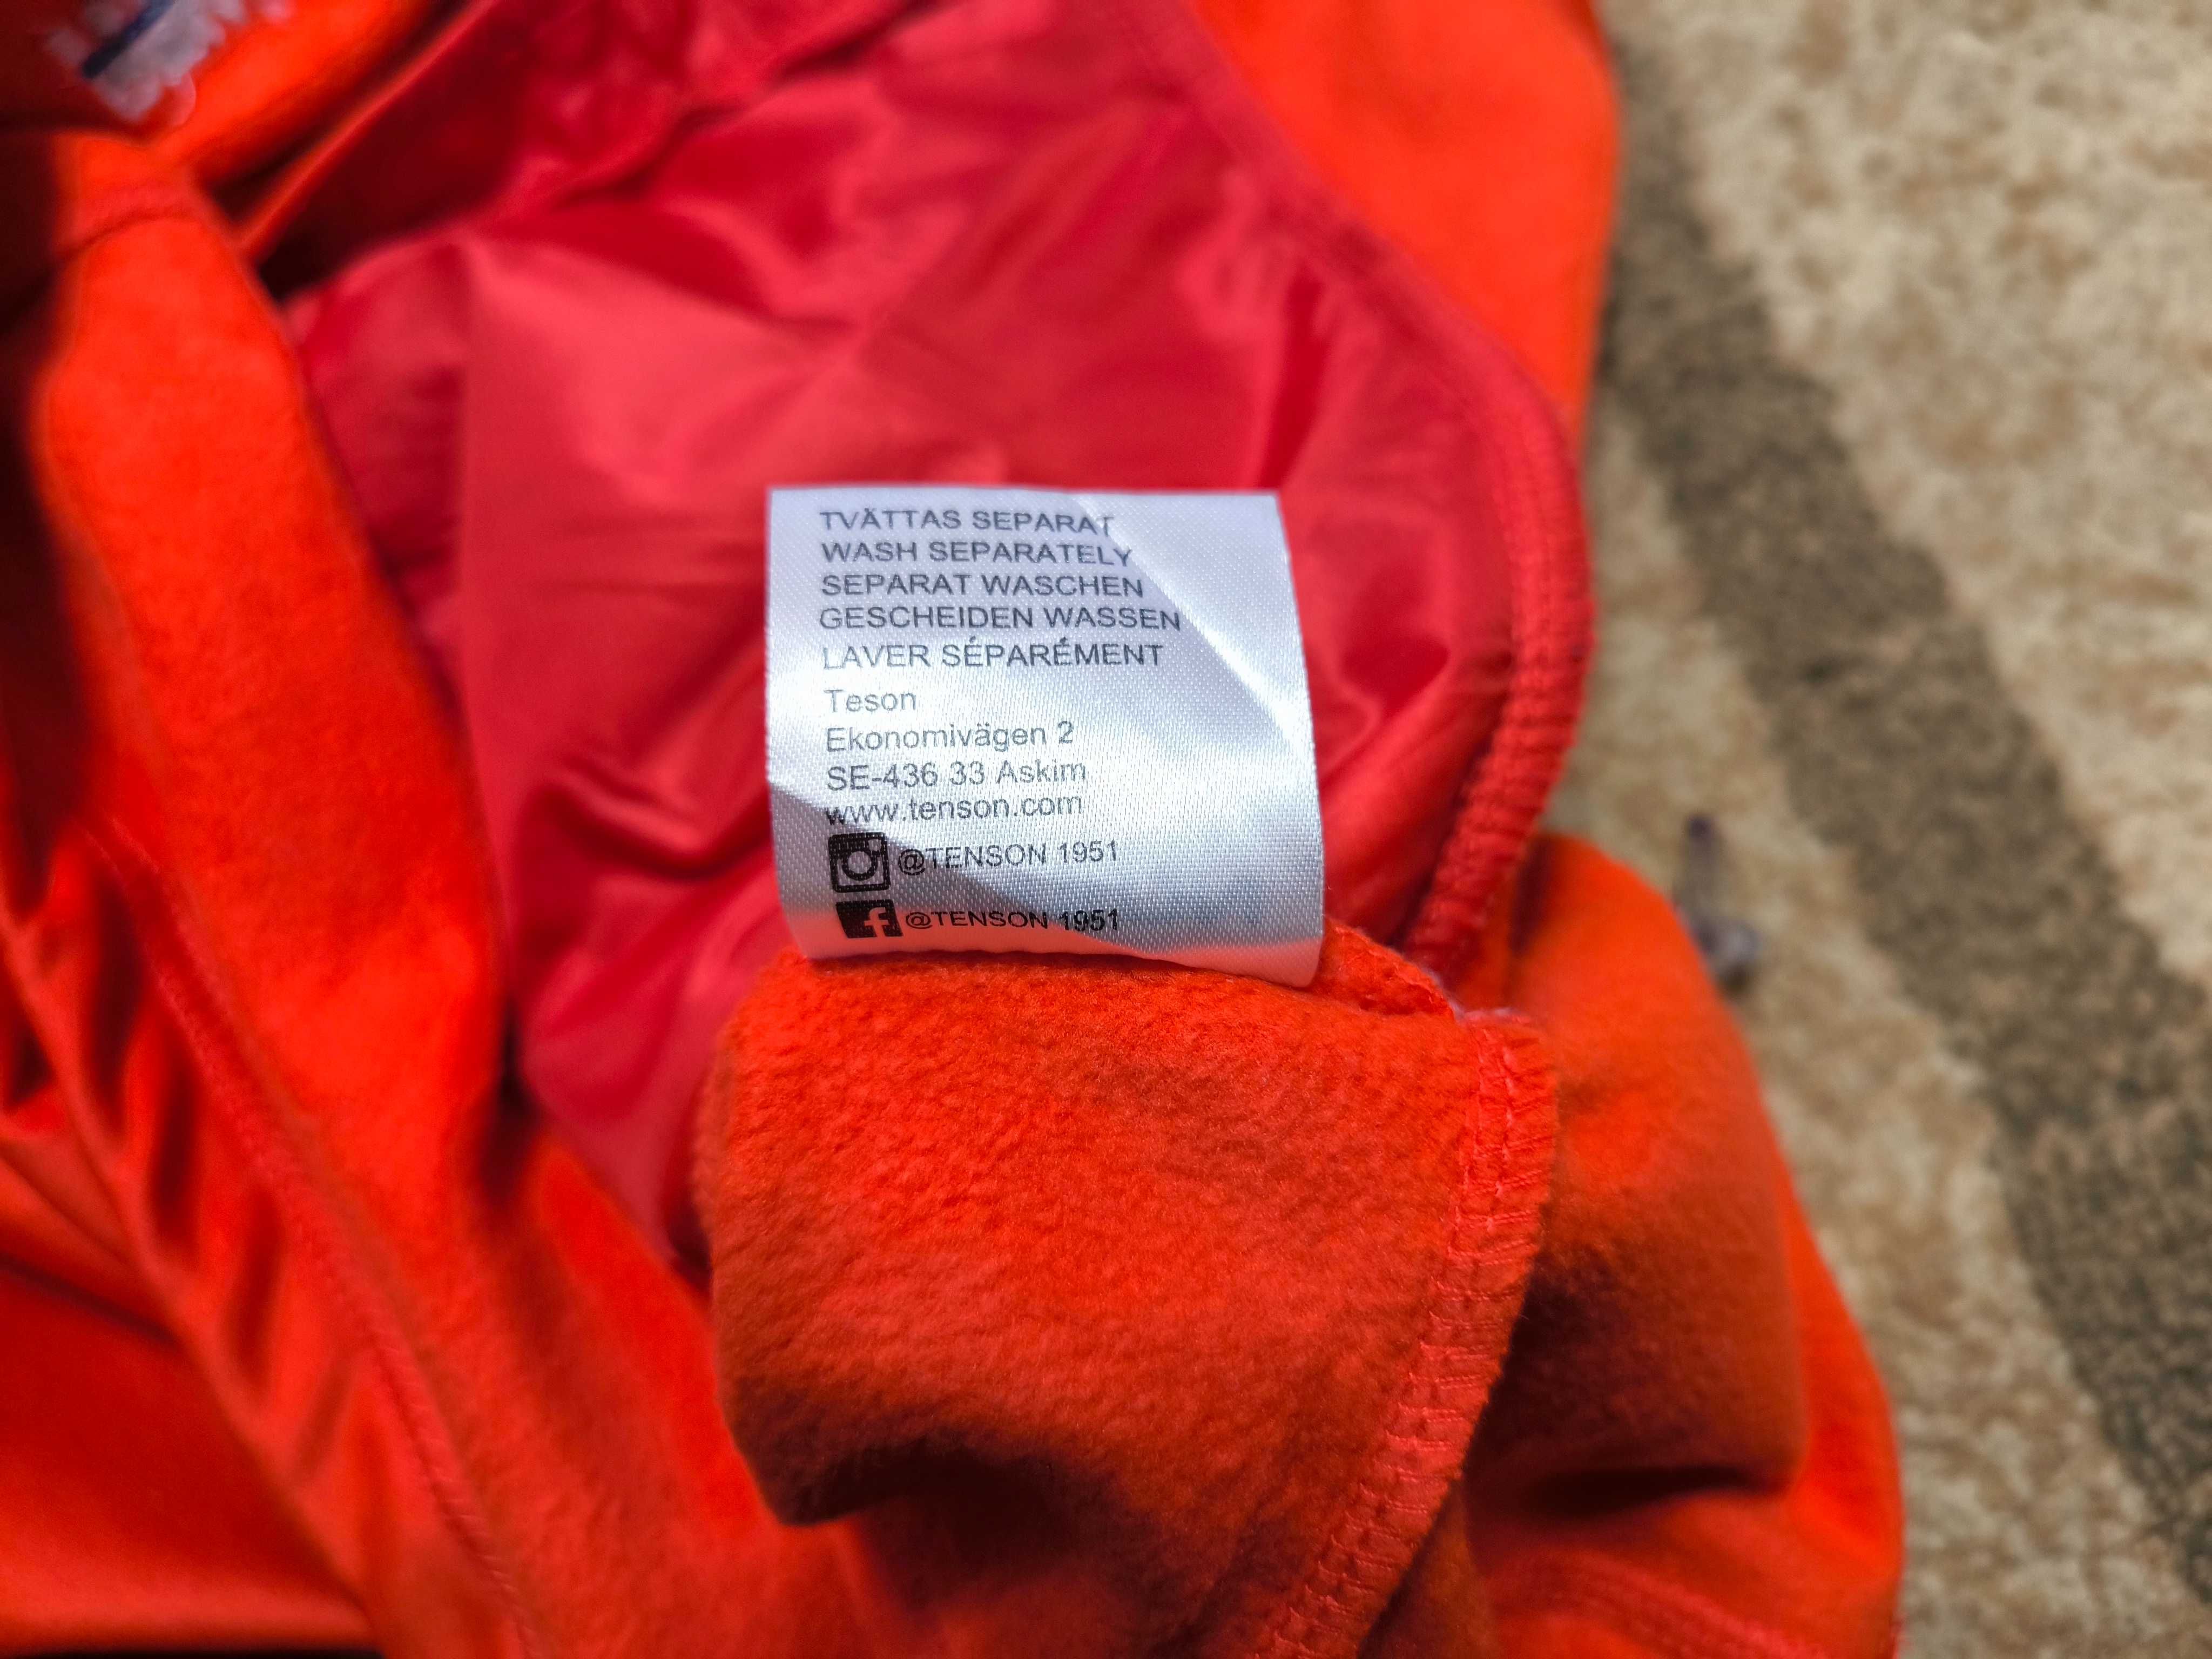 TVÄTTAS SEPARAT
WASH SEPARATELY
SEPARAT WASCHEN
GESCHEIDEN WASSEN
LAVER SÉPARÉMENT
Teson
Ekonomivägen 2
SE-436 33 Askim
www.tenson.com
@TENSON 1951
@TENSON 1951